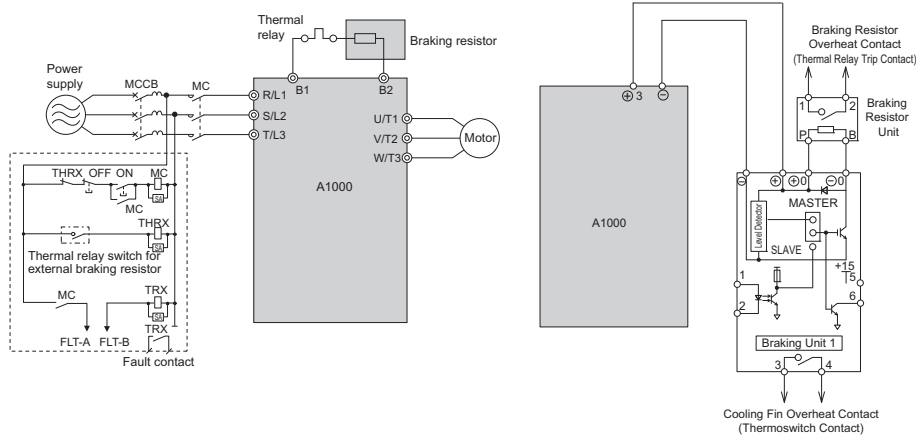 Thermal
relay
Braking resistor
Power
supply
MCCB
MC
B1
B2
R/L1
S/L2
T/L3
U/T1
V/T2
W/T3
Motor
A1000
THRX
OFF
ON
MC
SA
MC
THRX
SA
Thermal relay switch for
external braking resistor
MC
TRX
SA
FLT-A
FLT-B
TRX
Fault contact
⊕ 3
⊖
A1000
Braking Resistor
Overheat Contact
(Thermal Relay Trip Contact)
1
2
Braking
Resistor
Unit
P
B
⊖
⊕
⊕0
⊖0
MASTER
Level Detector
SLAVE
+15
5
1
2
6
Braking Unit 1
3
4
Cooling Fin Overheat Contact
(Thermoswitch Contact)